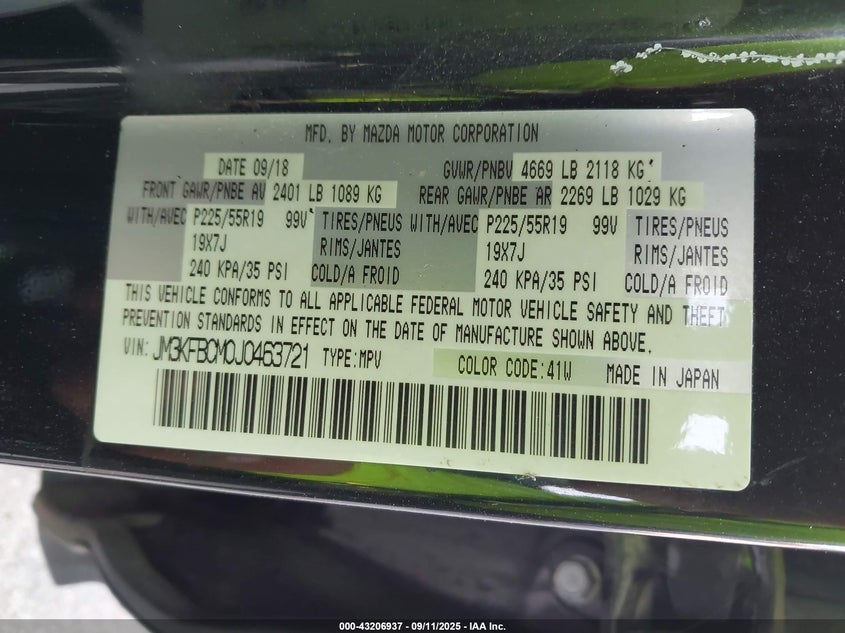 MFD. BY MAZDA MOTOR CORPORATION
DATE 09/18 GVWR/PNBV 4669 LB 2118 KG
FRONT GAWR/PNBE AV 2401 LB 1089 KG REAR GAWR/PNBE AR 2269 LB 1029 KG
WITH/AVEC P225/55R19 99V TIRES/PNEUS WITH/AVEC P225/55R19 99V TIRES/PNEUS
19X7J RIMS/JANTES 19X7J RIMS/JANTES
240 KPA/35 PSI COLD/A FROID 240 KPA/35 PSI COLD/A FROID
THIS VEHICLE CONFORMS TO ALL APPLICABLE FEDERAL MOTOR VEHICLE SAFETY AND THEFT
PREVENTION STANDARDS IN EFFECT ON THE DATE OF MANUFACTURE SHOWN ABOVE.
VIN: JM3KFBCM0J0463721 TYPE:MPV COLOR CODE:41W MADE IN JAPAN
000-43206937 - 09/11/2025 - IAA Inc.